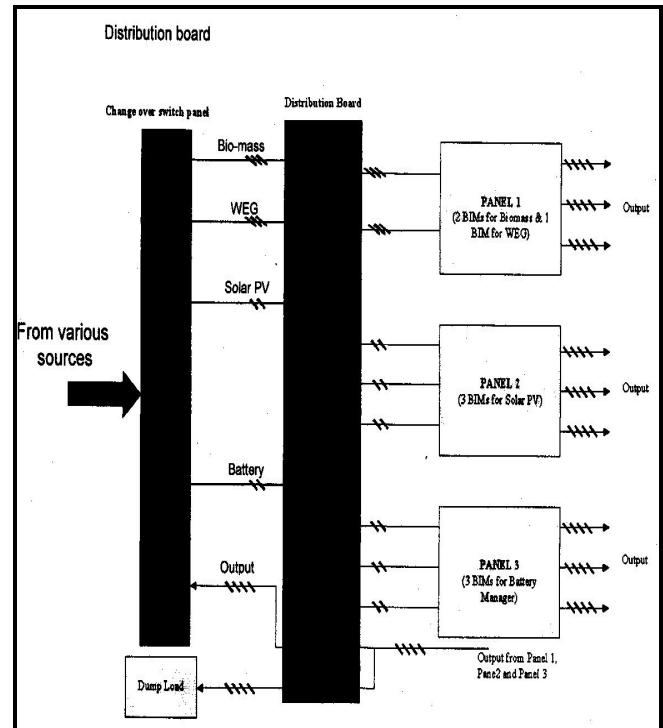 Distribution board
Distribution Board
Change over switch panel
Bio-mass
WEG
Solar PV
From various
sources
Battery
Output
Dump Load
PANEL 1
(2 BIMs for Biomass & 1
BIM for WEG)
Output
PANEL 2
(3 BIMs for Solar PV)
Output
PANEL 3
(3 BIMs for Battery
Manager)
Output
Output from Panel 1,
Pane2 and Panel 3